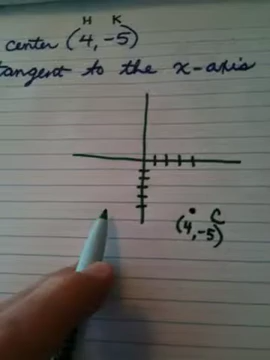 H K
center (4,-5)
tangent to the x-axis
C
(4,-5)